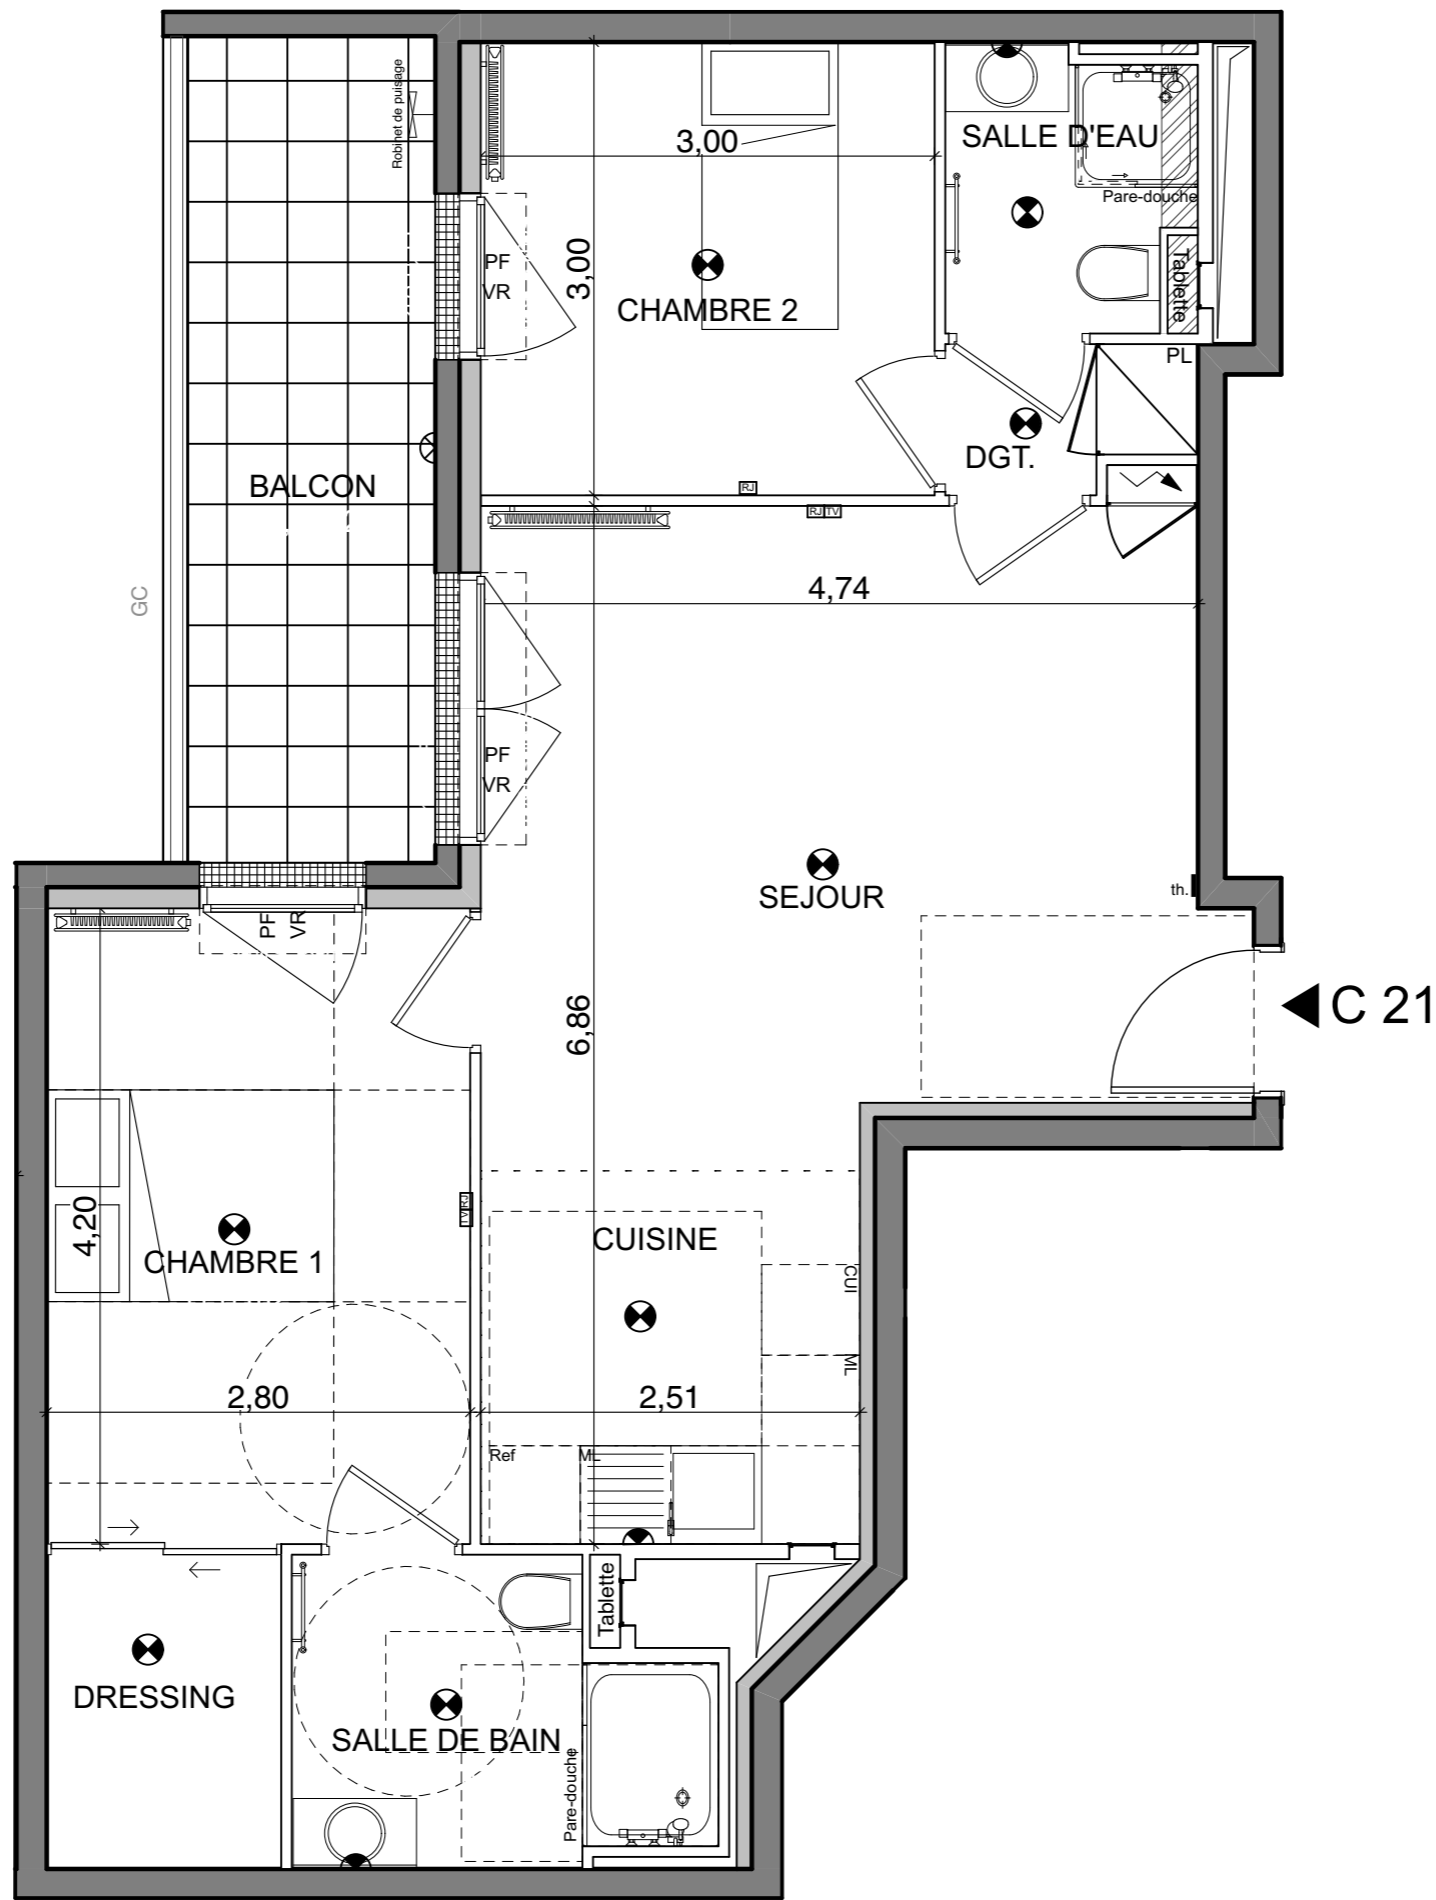 Robinet de puisage
3,00
SALLE D'EAU
Pare-douche
PF
VR
3,00
CHAMBRE 2
Tablette
PL
DGT.
BALCON
RJ
RJ TV
GC
4,74
PF
VR
SEJOUR
th.
PF
VR
C 21
6,86
4,20
CHAMBRE 1
TV RJ
CUISINE
CUI
ML
2,80
2,51
Ref
ML
Tablette
DRESSING
SALLE DE BAIN
Pare-douche